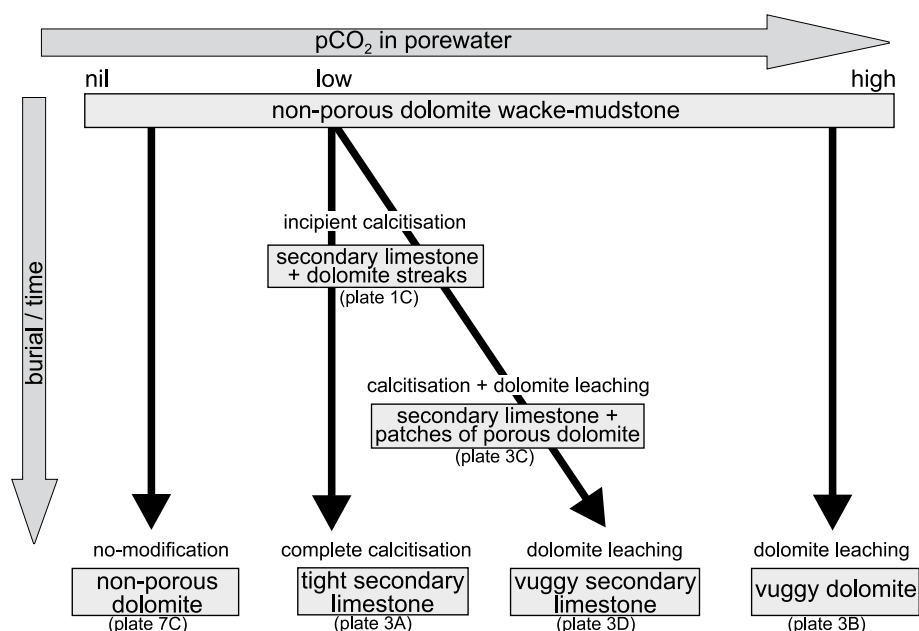 pCO₂ in porewater
nil low high
non-porous dolomite wacke-mudstone
burial / time
incipient calcitisation
secondary limestone
+ dolomite streaks
(plate 1C)
calcitisation + dolomite leaching
secondary limestone +
patches of porous dolomite
(plate 3C)
no-modification
non-porous
dolomite
(plate 7C)
complete calcitisation
tight secondary
limestone
(plate 3A)
dolomite leaching
vuggy secondary
limestone
(plate 3D)
dolomite leaching
vuggy dolomite
(plate 3B)